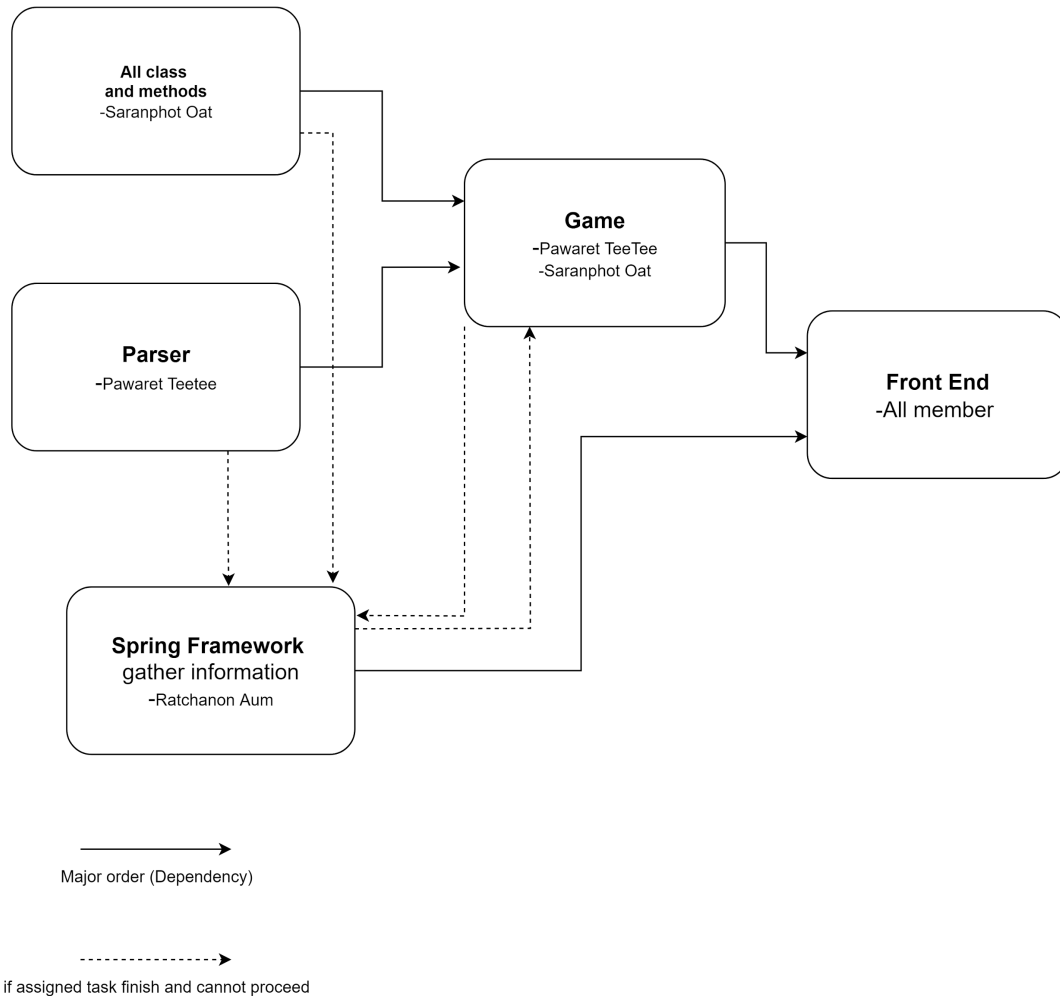 All class
and methods
-Saranphot Oat
Game
-Pawaret TeeTee
-Saranphot Oat
Parser
-Pawaret Teetee
Front End
-All member
Spring Framework
gather information
-Ratchanon Aum
Major order (Dependency)
if assigned task finish and cannot proceed